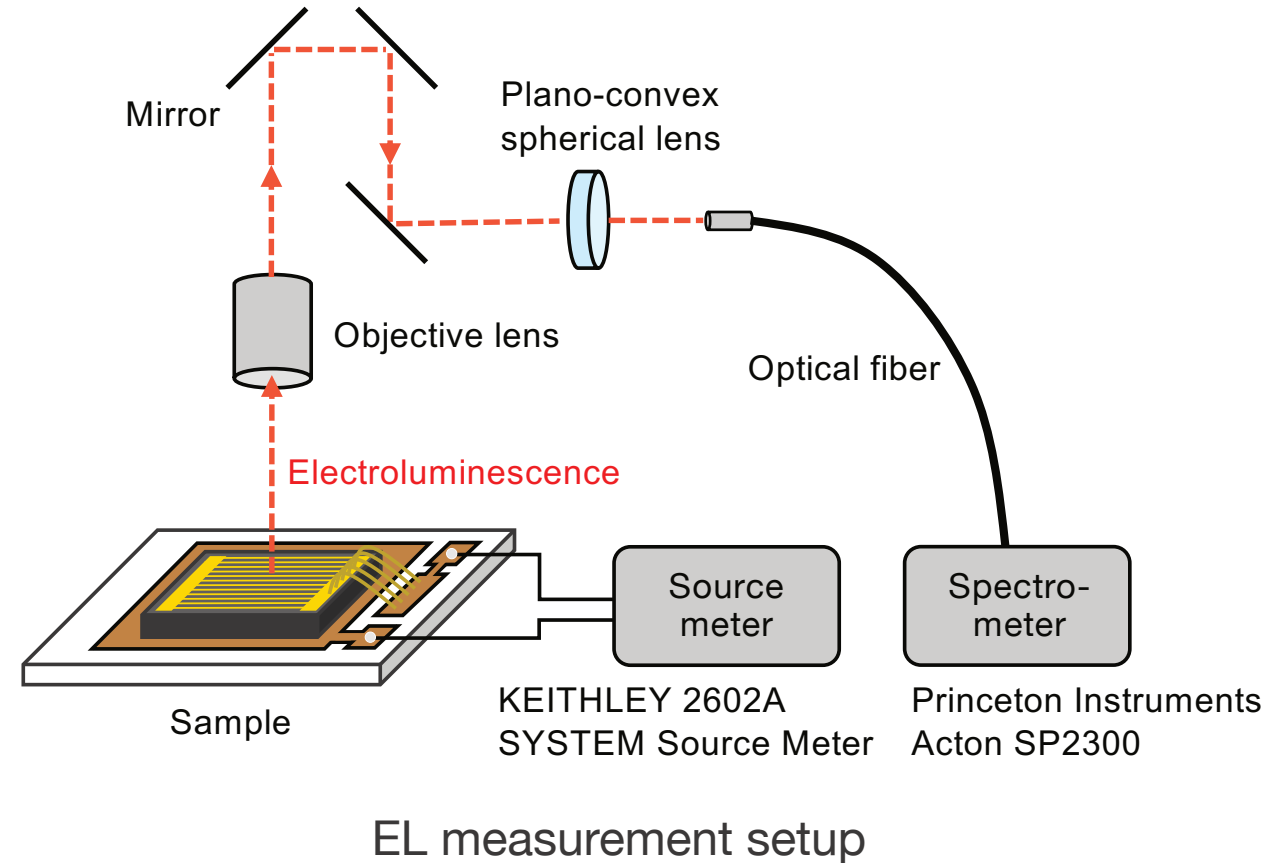 Mirror
Plano-convex
spherical lens
Objective lens
Optical fiber
Electroluminescence
Source
meter
Spectro-
meter
Sample
KEITHLEY 2602A
SYSTEM Source Meter
Princeton Instruments
Acton SP2300
EL measurement setup